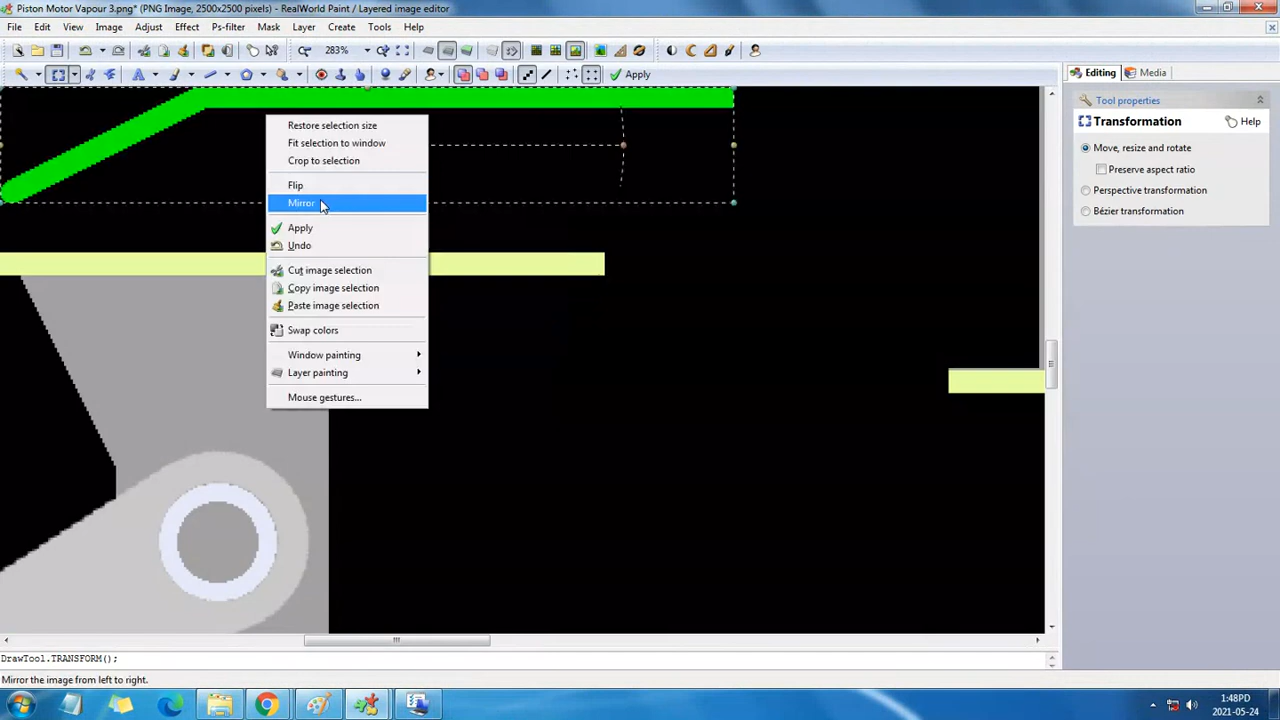 Piston Motor Vapour 3.png* (PNG Image, 2500x2500 pixels) - RealWorld Paint / Layered image editor
File Edit View Image Adjust Effect Ps-filter Mask Layer Create Tools Help
283%
Apply
Editing Media
Tool properties
Transformation Help
Move, resize and rotate
Preserve aspect ratio
Perspective transformation
Bézier transformation
Restore selection size
Fit selection to window
Crop to selection
Flip
Mirror
Apply
Undo
Cut image selection
Copy image selection
Paste image selection
Swap colors
Window painting
Layer painting
Mouse gestures...
DrawTool.TRANSFORM();
Mirror the image from left to right.
1:48PD
2021-05-24